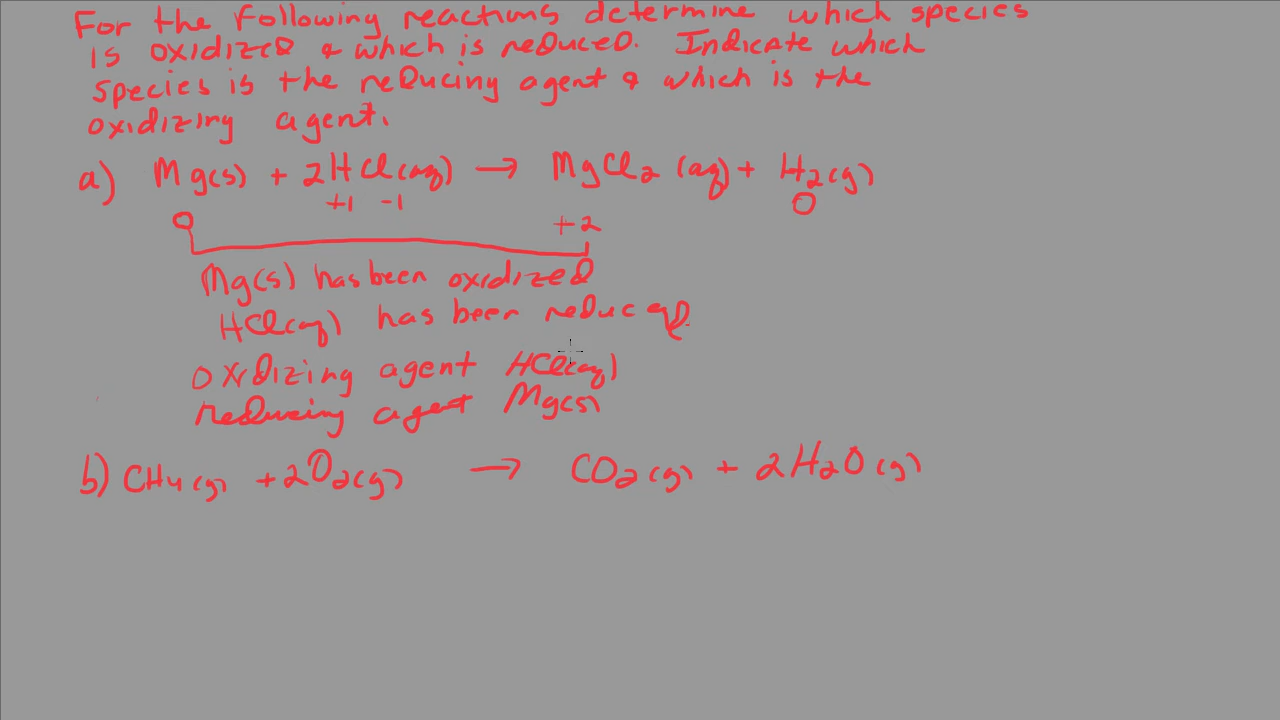 For the following reactions determine which species
is oxidized & which is reduced. Indicate which
species is the reducing agent & which is the
oxidizing agent.
a) Mg(s) + 2HCl(aq) → MgCl₂ (aq) + H₂(g)
+1 -1 0
0 +2
Mg(s) has been oxidized
HCl(aq) has been reduced
oxidizing agent HCl(aq)
reducing agent Mg(s)
b) CH₄(g) + 2O₂(g) → CO₂(g) + 2H₂O(g)